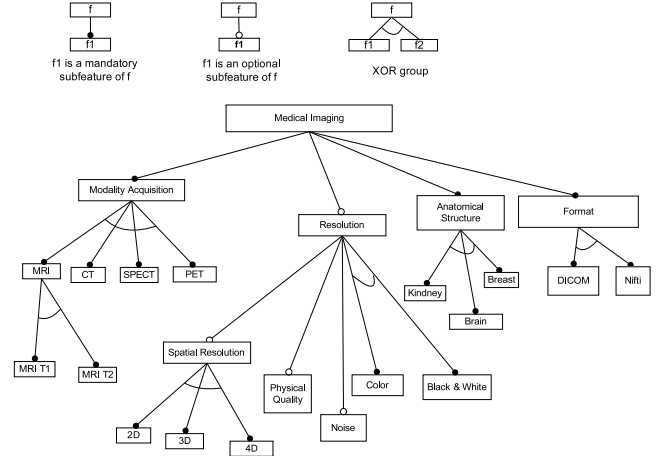 f
f
f
f1
f1
f1
f2
f1 is a mandatory
subfeature of f
f1 is an optional
subfeature of f
XOR group
Medical Imaging
Modality Acquisition
Resolution
Anatomical
Structure
Format
MRI
CT
SPECT
PET
Kindney
Brain
Breast
DICOM
Nifti
MRI T1
MRI T2
Spatial Resolution
Physical
Quality
Noise
Color
Black & White
2D
3D
4D